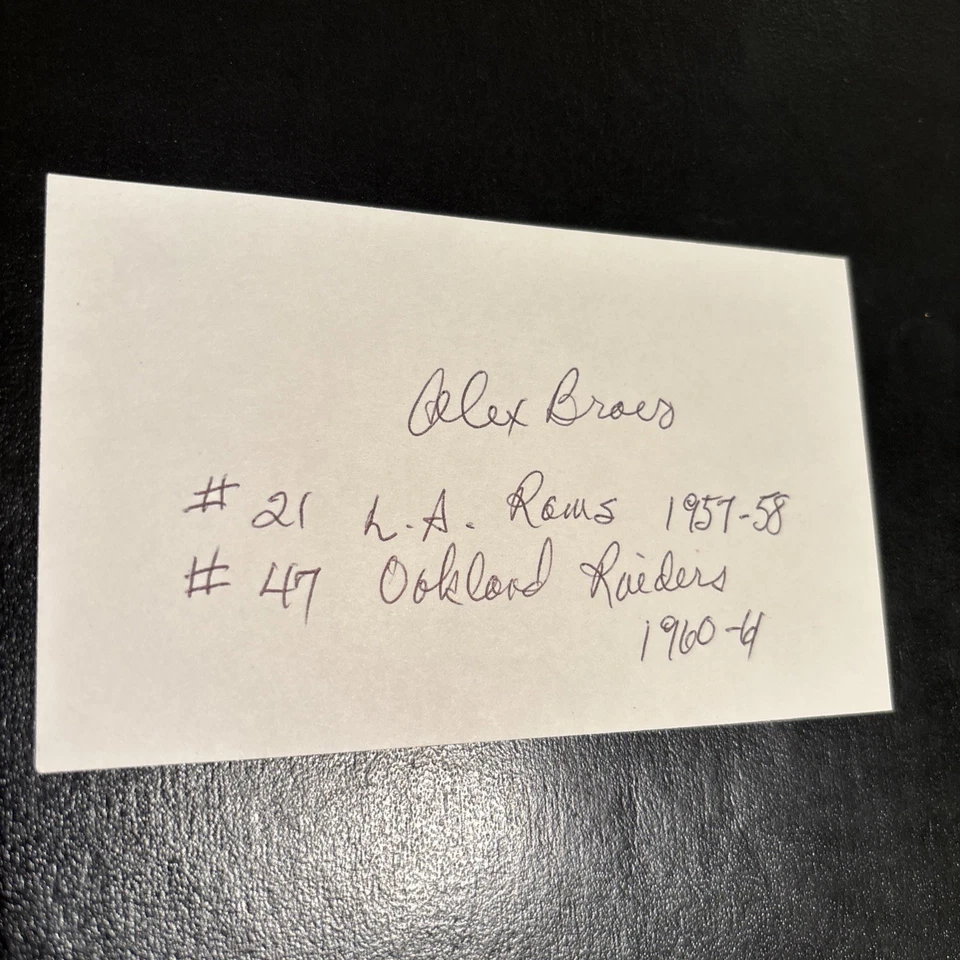 Alex Bravo
# 21 L.A. Rams 1957-58
# 47 Oakland Raiders
1960-61